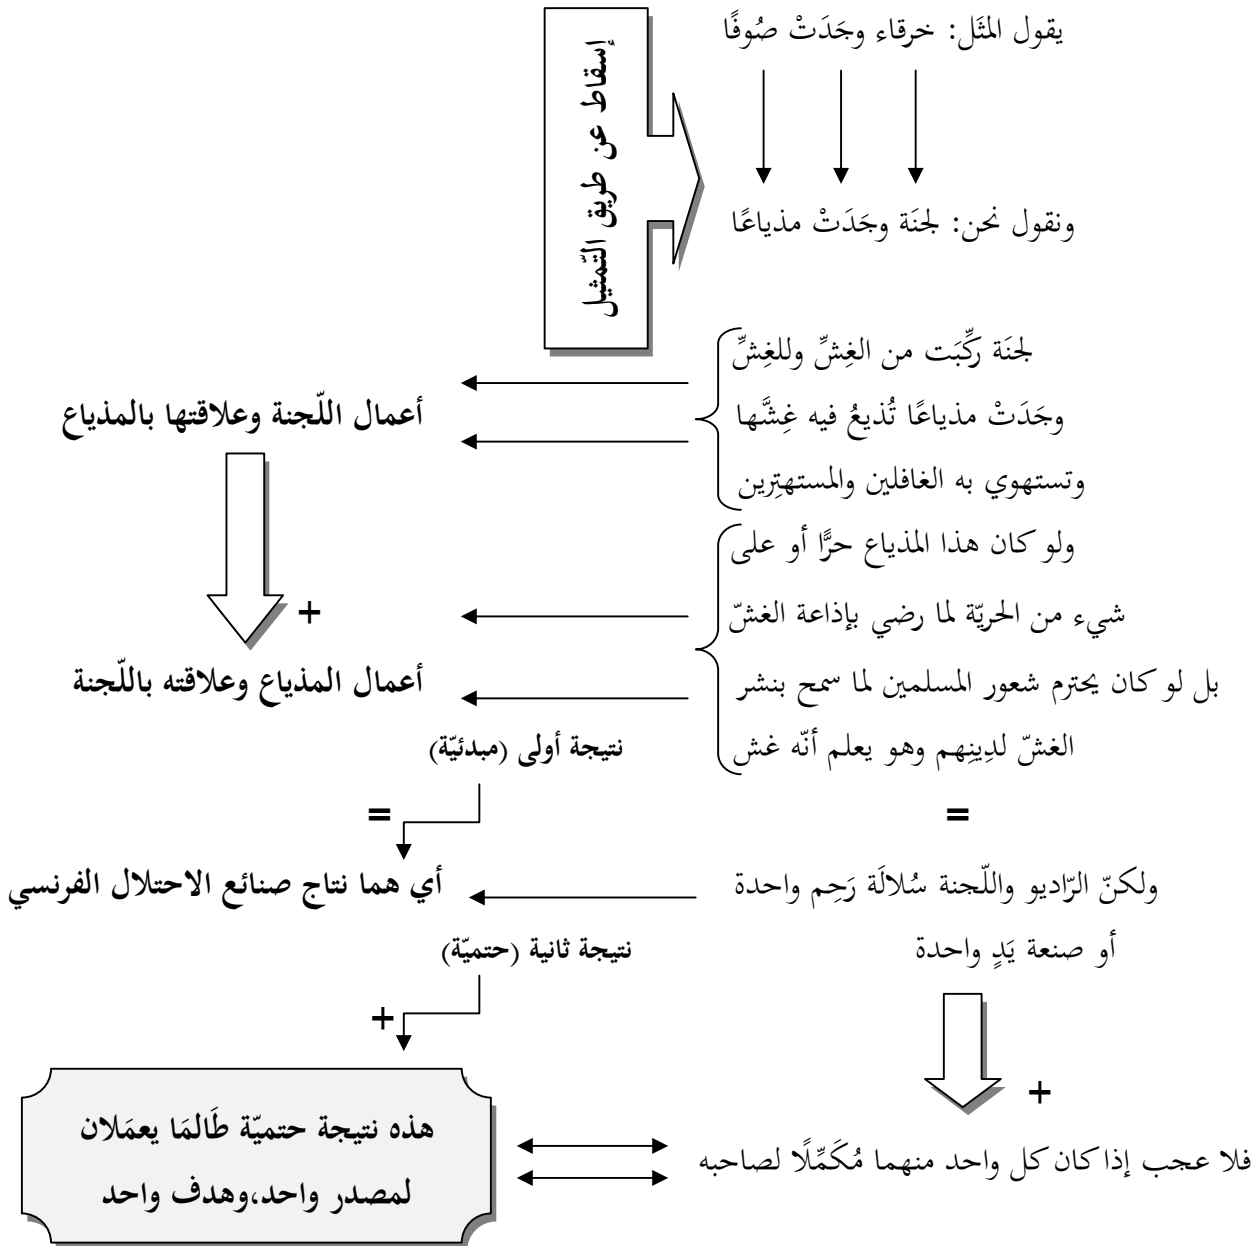 يقول المثَل: خرقاء وجَدَتْ صُوفًا
إسقاط عن طريق التّمثيل
ونقول نحن: لجنَة وجَدَتْ مذياعًا
لجنَة ركِّبَت من الغِشِّ وللغِشِّ
وجَدَتْ مذياعًا تُذيعُ فيه غِشَّها
وتستهوي به الغافلين والمستهتِرين
أعمال اللّجنة وعلاقتها بالمذياع
+
ولو كان هذا المذياع حرًّا أو على
شيء من الحريّة لما رضي بإذاعة الغشّ
بل لو كان يحترم شعور المسلمين لما سمح بنشر
الغشّ لدِينِهم وهو يعلم أنّه غش
أعمال المذياع وعلاقته باللّجنة
نتيجة أولى (مبدئيّة)
=
=
ولكنّ الرّاديو واللّجنة سُلالَة رَحِم واحدة
أو صنعة يَدٍ واحدة
أي هما نتاج صنائع الاحتلال الفرنسي
نتيجة ثانية (حتميّة)
+
+
فلا عجب إذا كان كل واحد منهما مُكَمِّلًا لصاحبه
هذه نتيجة حتميّة طَالمَا يعمَلان
لمصدر واحد،وهدف واحد